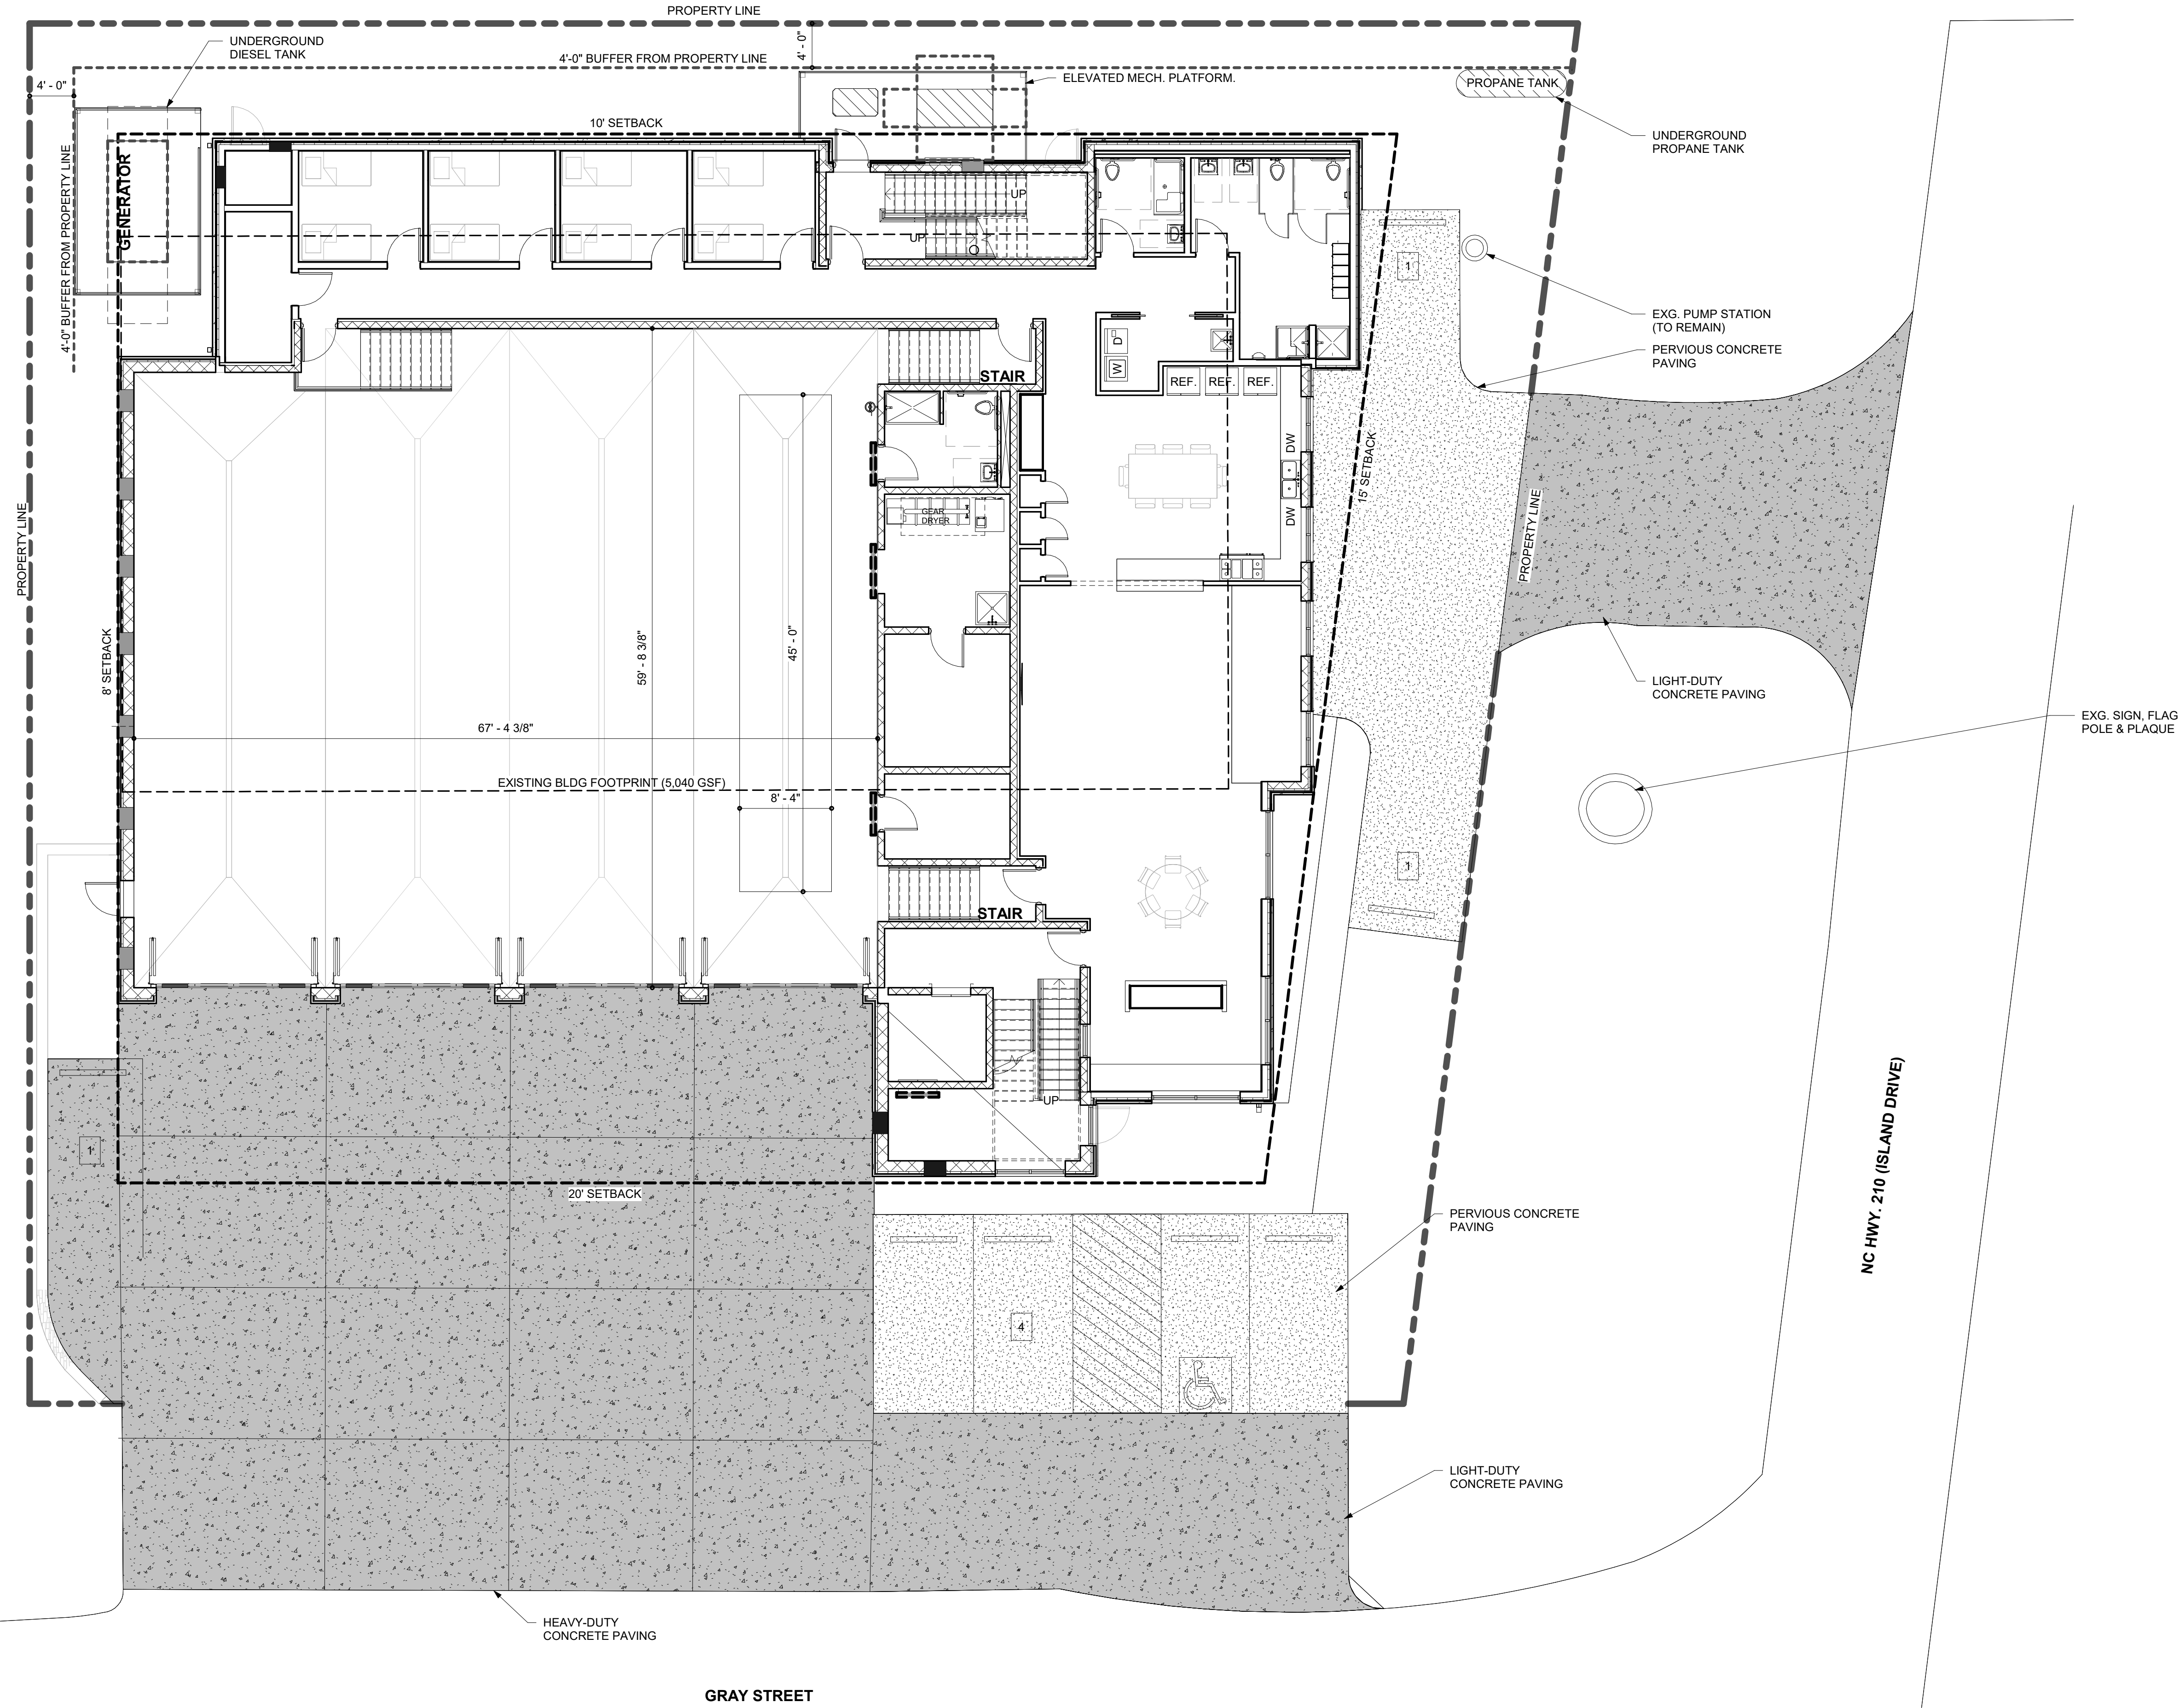 PROPERTY LINE
UNDERGROUND
DIESEL TANK
4'-0" BUFFER FROM PROPERTY LINE
4' - 0"
ELEVATED MECH. PLATFORM.
PROPANE TANK
4' - 0"
10' SETBACK
UNDERGROUND
PROPANE TANK
GENERATOR
4'-0" BUFFER FROM PROPERTY LINE
UP
UP
1
EXG. PUMP STATION
(TO REMAIN)
PERVIOUS CONCRETE
PAVING
D
W
STAIR
REF.
REF.
REF.
DW
DW
15' SETBACK
PROPERTY LINE
PROPERTY LINE
GEAR
DRYER
8' SETBACK
59' - 8 3/8"
45' - 0"
67' - 4 3/8"
LIGHT-DUTY
CONCRETE PAVING
EXG. SIGN, FLAG
POLE & PLAQUE
EXISTING BLDG FOOTPRINT (5,040 GSF)
8' - 4"
1
STAIR
UP
1
20' SETBACK
NC HWY. 210 (ISLAND DRIVE)
PERVIOUS CONCRETE
PAVING
4
LIGHT-DUTY
CONCRETE PAVING
HEAVY-DUTY
CONCRETE PAVING
GRAY STREET